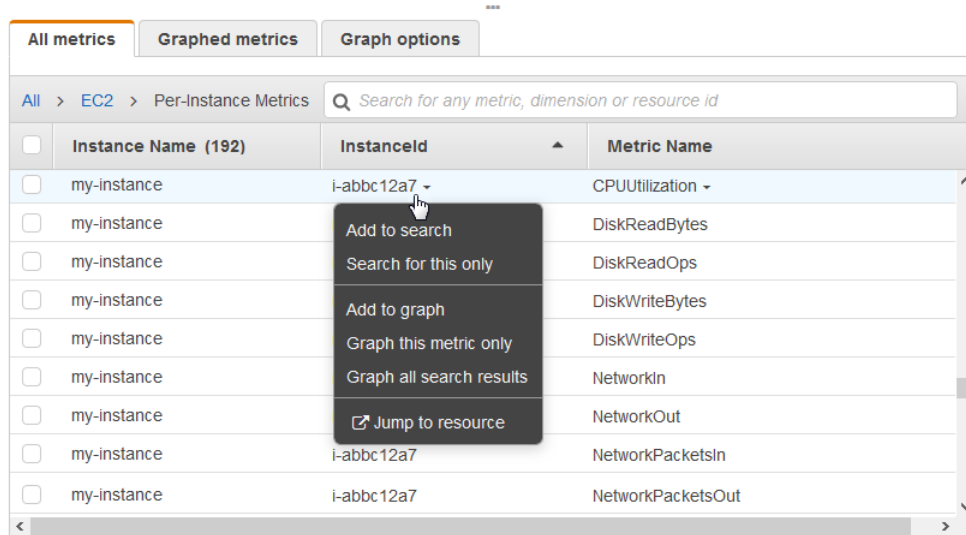 All metrics Graphed metrics Graph options
All > EC2 > Per-Instance Metrics Search for any metric, dimension or resource id
Instance Name (192) InstanceId Metric Name
my-instance i-abbc12a7 CPUUtilization
my-instance DiskReadBytes
Add to search
my-instance DiskReadOps
Search for this only
my-instance DiskWriteBytes
Add to graph
my-instance DiskWriteOps
Graph this metric only
my-instance NetworkIn
Graph all search results
my-instance NetworkOut
Jump to resource
my-instance i-abbc12a7 NetworkPacketsIn
my-instance i-abbc12a7 NetworkPacketsOut